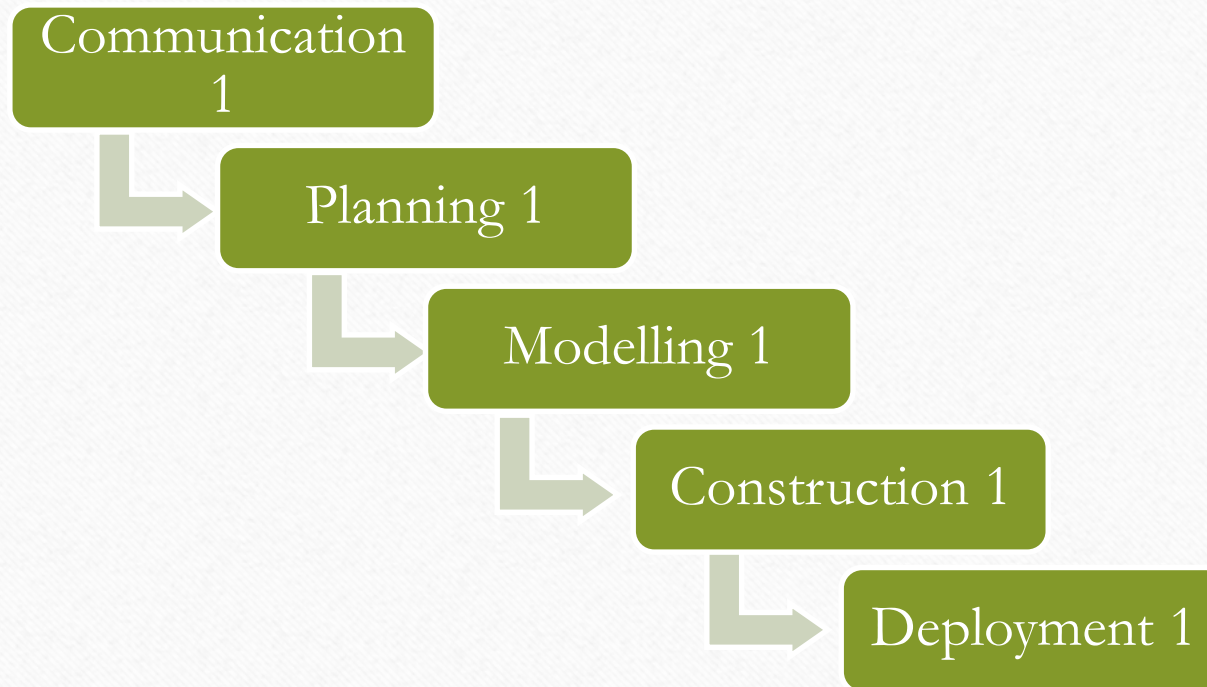 Communication
1
Planning 1
Modelling 1
Construction 1
Deployment 1